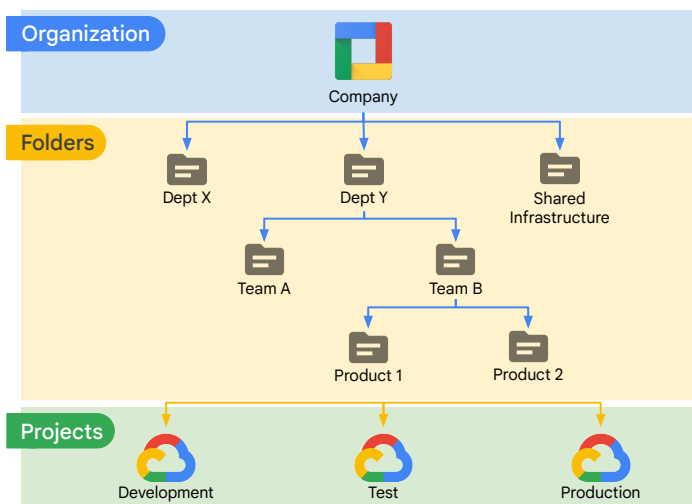 Organization
Company
Folders
Dept X
Dept Y
Shared
Infrastructure
Team A
Team B
Product 1
Product 2
Projects
Development
Test
Production